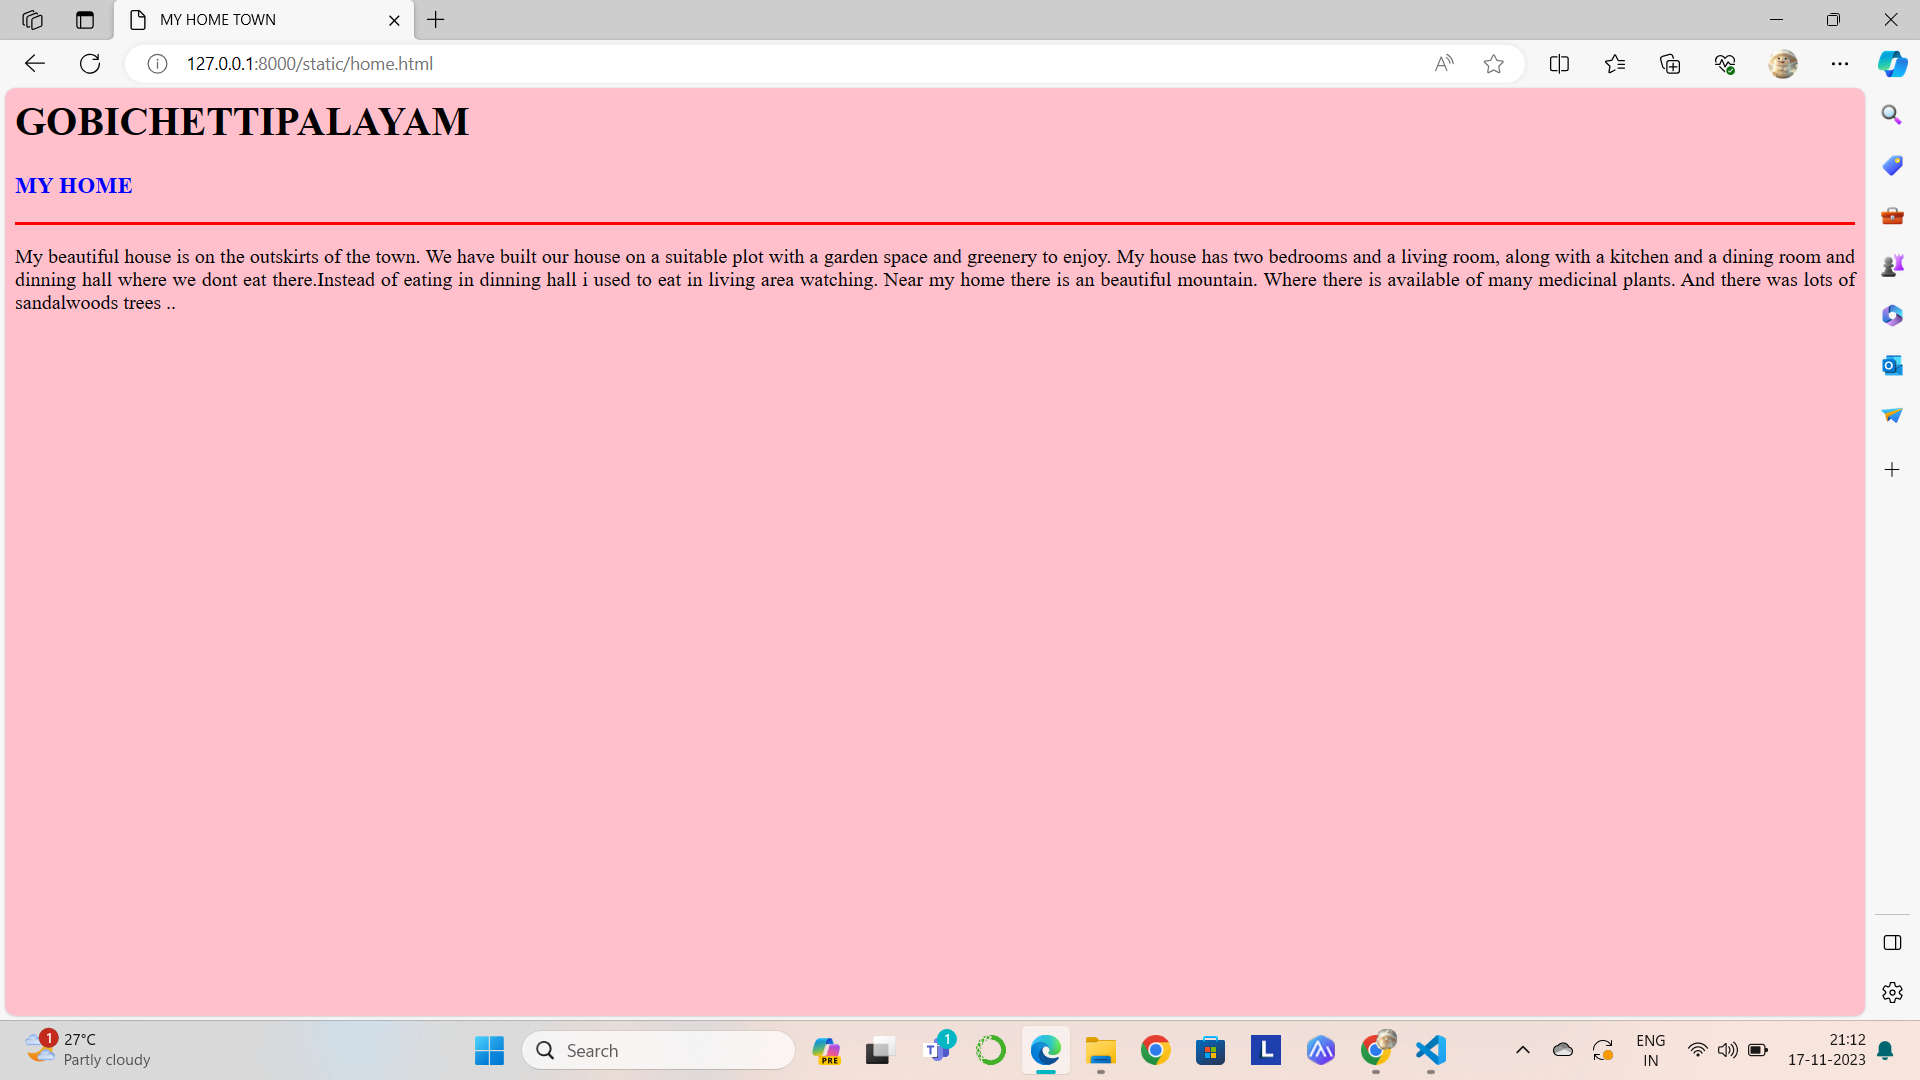 MY HOME TOWN
127.0.0.1:8000/static/home.html
GOBICHETTIPALAYAM
MY HOME
My beautiful house is on the outskirts of the town. We have built our house on a suitable plot with a garden space and greenery to enjoy. My house has two bedrooms and a living room, along with a kitchen and a dining room and
dinning hall where we dont eat there.Instead of eating in dinning hall i used to eat in living area watching. Near my home there is an beautiful mountain. Where there is available of many medicinal plants. And there was lots of
sandalwoods trees ..
1
27°C
Partly cloudy
Search
PRE
T
1
L
ENG
IN
21:12
17-11-2023